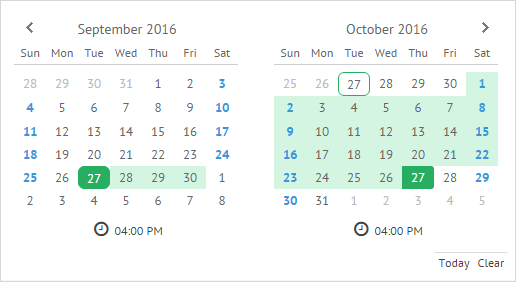 September 2016
Sun Mon Tue Wed Thu Fri Sat
28 29 30 31 1 2 3
4 5 6 7 8 9 10
11 12 13 14 15 16 17
18 19 20 21 22 23 24
25 26 27 28 29 30 1
2 3 4 5 6 7 8
04:00 PM
October 2016
Sun Mon Tue Wed Thu Fri Sat
25 26 27 28 29 30 1
2 3 4 5 6 7 8
9 10 11 12 13 14 15
16 17 18 19 20 21 22
23 24 25 26 27 28 29
30 31 1 2 3 4 5
04:00 PM
Today Clear